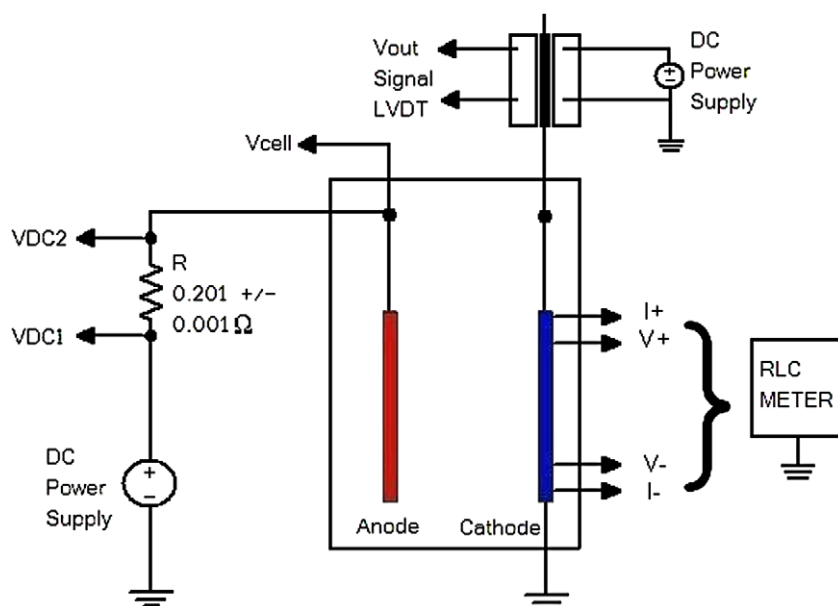 Vout
Signal
LVDT
DC
Power
Supply
+
−
Vcell
VDC2
R
0.201 +/-
0.001Ω
VDC1
DC
Power
Supply
+
−
Anode
Cathode
I+
V+
V-
I-
RLC
METER